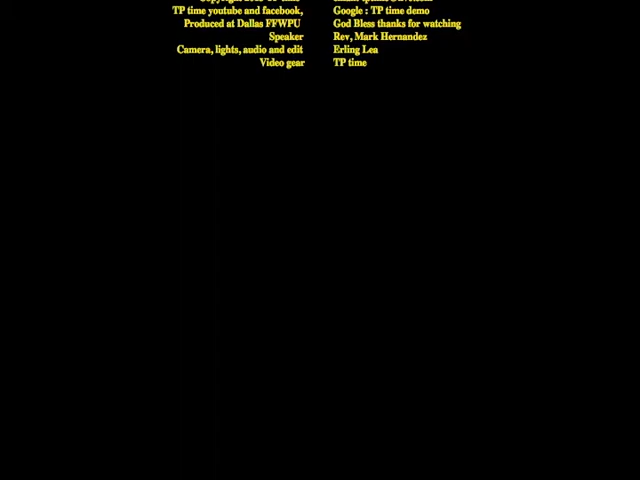 TP time youtube and facebook, Google : TP time demo
Produced at Dallas FFWPU God Bless thanks for watching
Speaker Rev, Mark Hernandez
Camera, lights, audio and edit Erling Lea
Video gear TP time